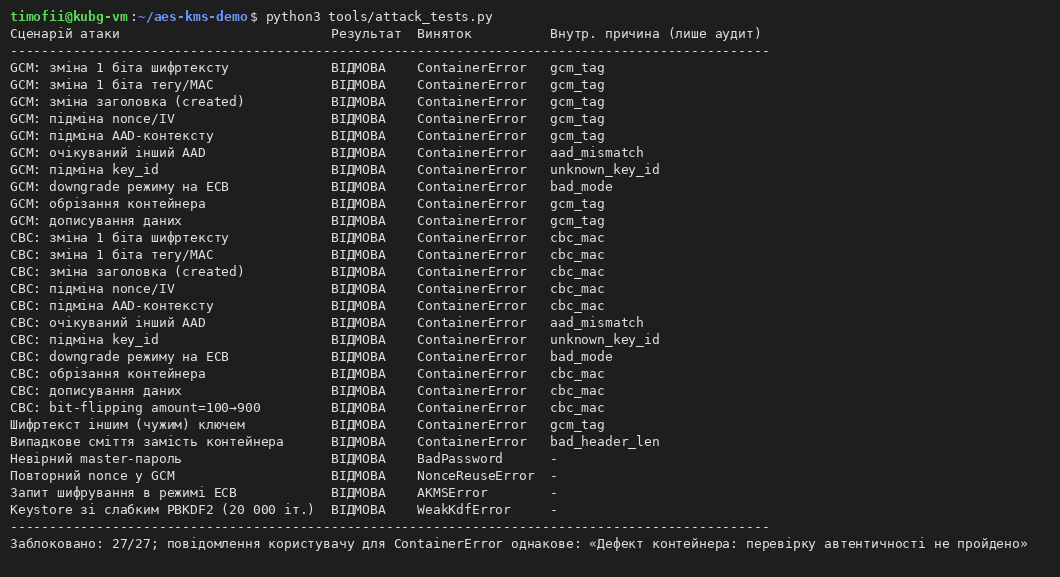 timofii@kubg-vm:~/aes-kms-demo$ python3 tools/attack_tests.py
Сценарій атаки Результат Виняток Внутр. причина (лише аудит)
--------------------------------------------------------------------------------------------------
GCM: зміна 1 біта шифртексту ВІДМОВА ContainerError gcm_tag
GCM: зміна 1 біта тегу/MAC ВІДМОВА ContainerError gcm_tag
GCM: зміна заголовка (created) ВІДМОВА ContainerError gcm_tag
GCM: підміна nonce/IV ВІДМОВА ContainerError gcm_tag
GCM: підміна AAD-контексту ВІДМОВА ContainerError gcm_tag
GCM: очікуваний інший AAD ВІДМОВА ContainerError aad_mismatch
GCM: підміна key_id ВІДМОВА ContainerError unknown_key_id
GCM: downgrade режиму на ECB ВІДМОВА ContainerError bad_mode
GCM: обрізання контейнера ВІДМОВА ContainerError gcm_tag
GCM: дописування даних ВІДМОВА ContainerError gcm_tag
CBC: зміна 1 біта шифртексту ВІДМОВА ContainerError cbc_mac
CBC: зміна 1 біта тегу/MAC ВІДМОВА ContainerError cbc_mac
CBC: зміна заголовка (created) ВІДМОВА ContainerError cbc_mac
CBC: підміна nonce/IV ВІДМОВА ContainerError cbc_mac
CBC: підміна AAD-контексту ВІДМОВА ContainerError cbc_mac
CBC: очікуваний інший AAD ВІДМОВА ContainerError aad_mismatch
CBC: підміна key_id ВІДМОВА ContainerError unknown_key_id
CBC: downgrade режиму на ECB ВІДМОВА ContainerError bad_mode
CBC: обрізання контейнера ВІДМОВА ContainerError cbc_mac
CBC: дописування даних ВІДМОВА ContainerError cbc_mac
CBC: bit-flipping amount=100→900 ВІДМОВА ContainerError cbc_mac
Шифртекст іншим (чужим) ключем ВІДМОВА ContainerError gcm_tag
Випадкове сміття замість контейнера ВІДМОВА ContainerError bad_header_len
Невірний master-пароль ВІДМОВА BadPassword -
Повторний nonce у GCM ВІДМОВА NonceReuseError -
Запит шифрування в режимі ECB ВІДМОВА AKMSError -
Keystore зі слабким PBKDF2 (20 000 іт.) ВІДМОВА WeakKdfError -
--------------------------------------------------------------------------------------------------
Заблоковано: 27/27; повідомлення користувачу для ContainerError однакове: «Дефект контейнера: перевірку автентичності не пройдено»